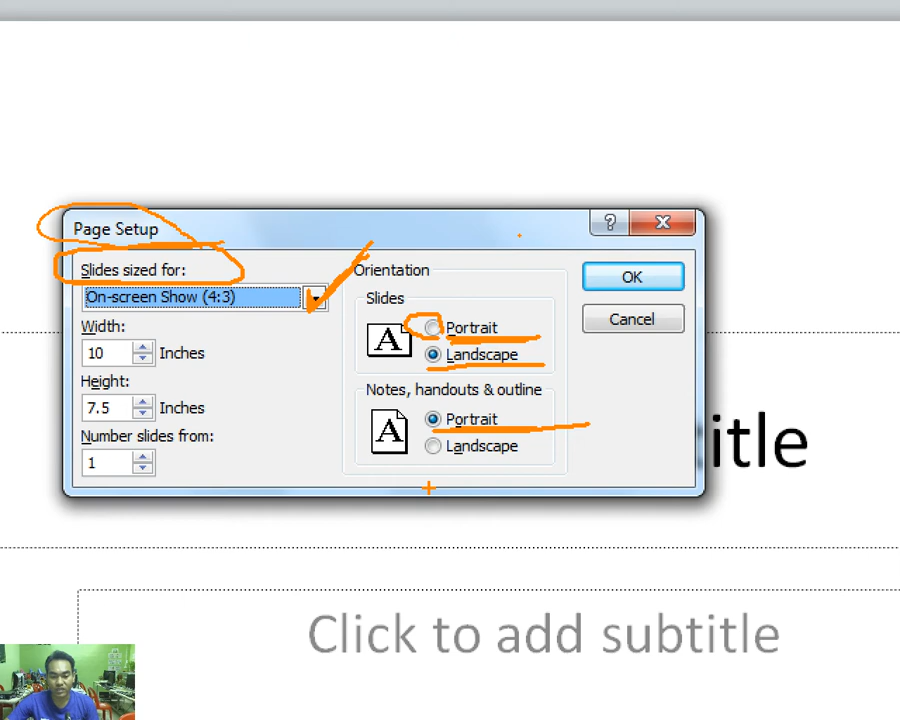 Page Setup
Slides sized for:
On-screen Show (4:3)
Width:
10 Inches
Height:
7.5 Inches
Number slides from:
1
Orientation
Slides
A
Portrait
Landscape
Notes, handouts & outline
A
Portrait
Landscape
?
OK
Cancel
itle
Click to add subtitle